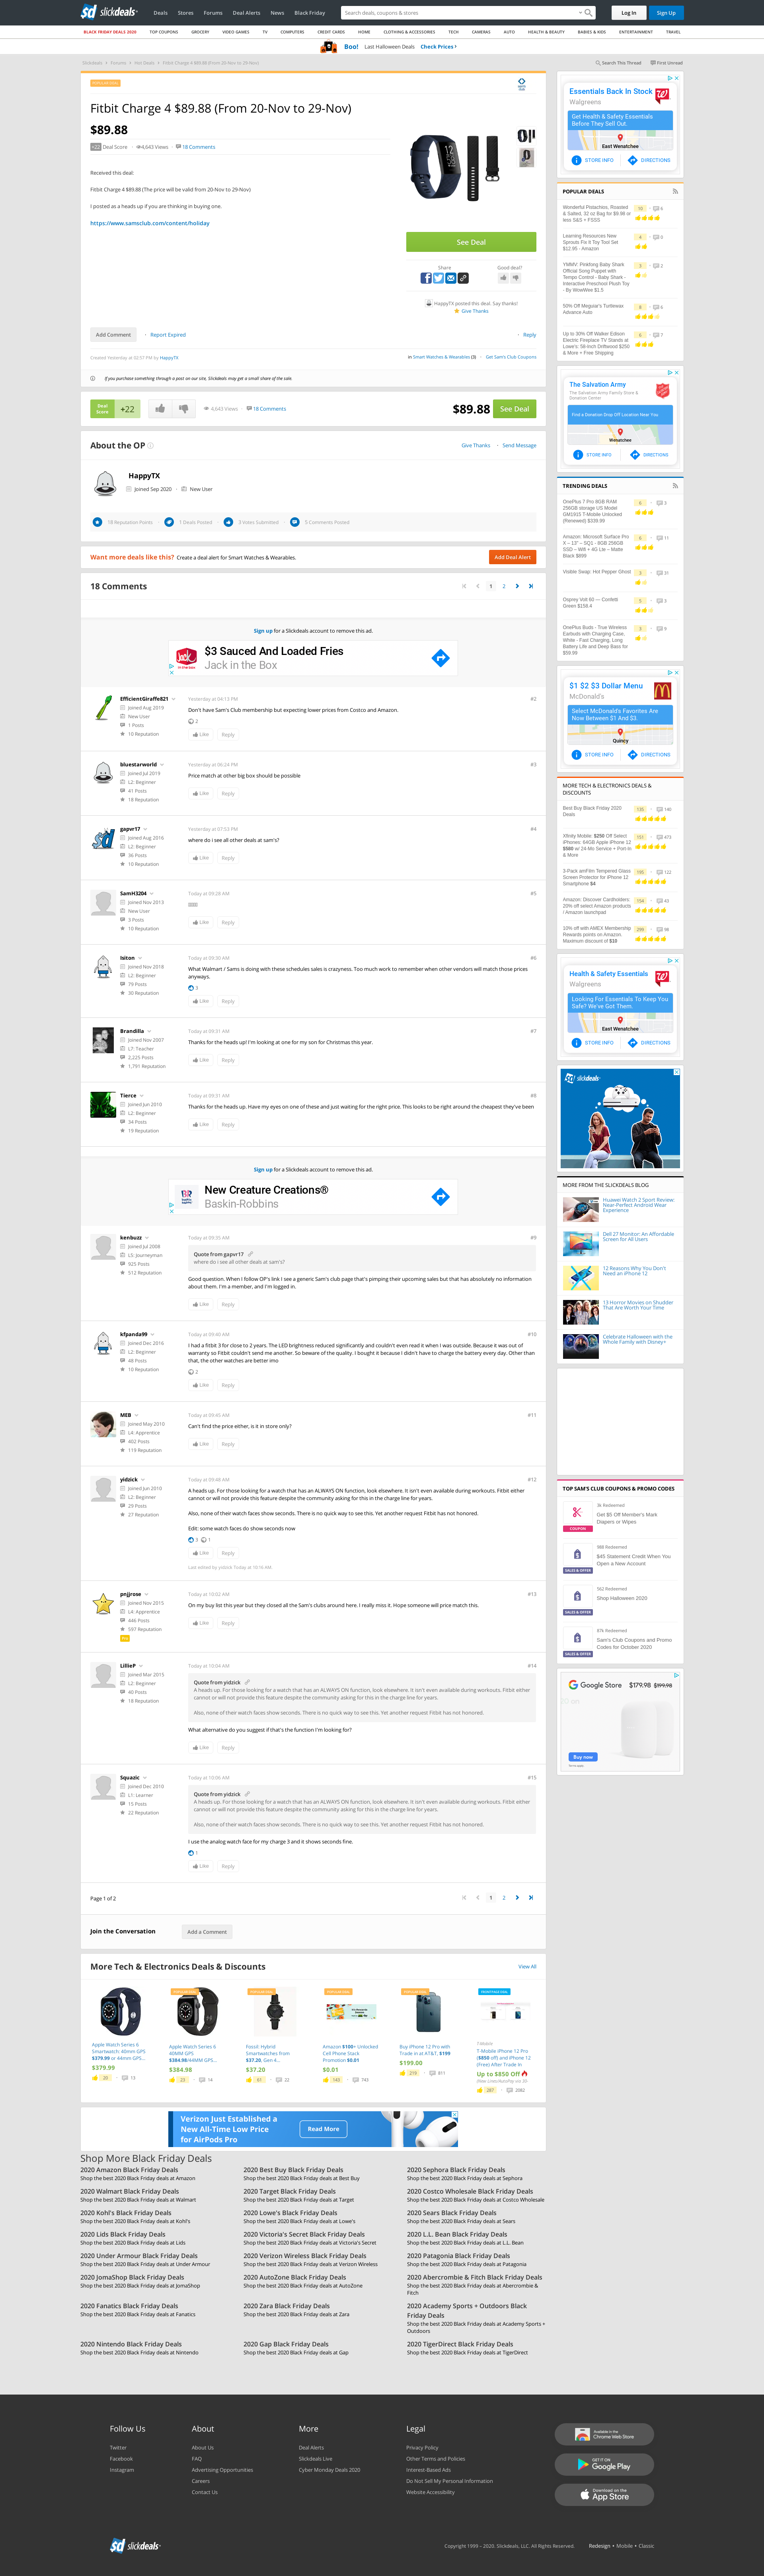 slickdeals
Deals Stores Forums Deal Alerts News Black Friday
Search deals, coupons & stores
Log In Sign Up
BLACK FRIDAY DEALS 2020 TOP COUPONS GROCERY VIDEO GAMES TV COMPUTERS CREDIT CARDS HOME CLOTHING & ACCESSORIES TECH CAMERAS AUTO HEALTH & BEAUTY BABIES & KIDS ENTERTAINMENT TRAVEL
Boo! Last Halloween Deals Check Prices ›
Slickdeals › Forums › Hot Deals › Fitbit Charge 4 $89.88 (From 20-Nov to 29-Nov)
Search This Thread First Unread
Fitbit Charge 4 $89.88 (From 20-Nov to 29-Nov)
$89.88
+22 Deal Score 4,643 Views 18 Comments
Received this deal:
Fitbit Charge 4 $89.88 (The price will be valid from 20-Nov to 29-Nov)
I posted as a heads up if you are thinking in buying one.
https://www.samsclub.com/content/holiday
See Deal
Share Good deal?
HappyTX posted this deal. Say thanks!
Give Thanks
Add Comment Report Expired Reply
Created Yesterday at 02:57 PM by HappyTX
in Smart Watches & Wearables (3) Get Sam's Club Coupons
If you purchase something through a post on our site, Slickdeals may get a small share of the sale.
Deal Score +22 4,643 Views 18 Comments $89.88 See Deal
About the OP
Give Thanks Send Message
HappyTX
Joined Sep 2020 New User
18 Reputation Points 1 Deals Posted 3 Votes Submitted 5 Comments Posted
Want more deals like this? Create a deal alert for Smart Watches & Wearables.
Add Deal Alert
18 Comments
1 2
Sign up for a Slickdeals account to remove this ad.
$3 Sauced And Loaded Fries
Jack in the Box
EfficientGiraffe821
Joined Aug 2019
New User
1 Posts
10 Reputation
Yesterday at 04:13 PM #2
Don't have Sam's Club membership but expecting lower prices from Costco and Amazon.
2
Like Reply
bluestarworld
Joined Jul 2019
L2: Beginner
41 Posts
18 Reputation
Yesterday at 06:24 PM #3
Price match at other big box should be possible
Like Reply
gapvr17
Joined Aug 2016
L2: Beginner
36 Posts
10 Reputation
Yesterday at 07:53 PM #4
where do i see all other deals at sam's?
Like Reply
SamH3204
Joined Nov 2013
New User
3 Posts
10 Reputation
Today at 09:28 AM #5
Like Reply
lsiton
Joined Nov 2018
L2: Beginner
79 Posts
30 Reputation
Today at 09:30 AM #6
What Walmart / Sams is doing with these schedules sales is crazyness. Too much work to remember when other vendors will match those prices
anyways.
3
Like Reply
Brandilla
Joined Nov 2007
L7: Teacher
2,225 Posts
1,791 Reputation
Today at 09:31 AM #7
Thanks for the heads up! I'm looking at one for my son for Christmas this year.
Like Reply
Tierce
Joined Jun 2010
L2: Beginner
34 Posts
19 Reputation
Today at 09:31 AM #8
Thanks for the heads up. Have my eyes on one of these and just waiting for the right price. This looks to be right around the cheapest they've been
Like Reply
Sign up for a Slickdeals account to remove this ad.
New Creature Creations®
Baskin-Robbins
kenbuzz
Joined Jul 2008
L5: Journeyman
925 Posts
512 Reputation
Today at 09:35 AM #9
Quote from gapvr17
where do i see all other deals at sam's?
Good question. When I follow OP's link I see a generic Sam's club page that's pimping their upcoming sales but that has absolutely no information
about them. I'm a member, and I'm logged in.
Like Reply
kfpanda99
Joined Dec 2016
L2: Beginner
48 Posts
10 Reputation
Today at 09:40 AM #10
I had a fitbit 3 for close to 2 years. The LED brightness reduced significantly and couldn't even read it when I was outside. Because it was out of
warranty so Fitbit couldn't send me another one. So beware of the quality. I bought it because I didn't have to charge the battery every day. Other than
that, the other watches are better imo
2
Like Reply
MEB
Joined May 2010
L4: Apprentice
402 Posts
119 Reputation
Today at 09:45 AM #11
Can't find the price either, is it in store only?
Like Reply
yidzick
Joined Jun 2010
L2: Beginner
29 Posts
27 Reputation
Today at 09:48 AM #12
A heads up. For those looking for a watch that has an ALWAYS ON function, look elsewhere. It isn't even available during workouts. Fitbit either
cannot or will not provide this feature despite the community asking for this in the charge line for years.
Also, none of their watch faces show seconds. There is no quick way to see this. Yet another request Fitbit has not honored.
Edit: some watch faces do show seconds now
3 1
Like Reply
Last edited by yidzick Today at 10:16 AM
pnjjrose
Joined Nov 2015
L4: Apprentice
446 Posts
597 Reputation
Today at 10:02 AM #13
On my buy list this year but they closed all the Sam's clubs around here. I really miss it. Hope someone will price match this.
Like Reply
LillieP
Joined Mar 2015
L2: Beginner
40 Posts
18 Reputation
Today at 10:04 AM #14
Quote from yidzick
A heads up. For those looking for a watch that has an ALWAYS ON function, look elsewhere. It isn't even available during workouts. Fitbit either
cannot or will not provide this feature despite the community asking for this in the charge line for years.
Also, none of their watch faces show seconds. There is no quick way to see this. Yet another request Fitbit has not honored.
What alternative do you suggest if that's the function I'm looking for?
Like Reply
Squazic
Joined Dec 2010
L1: Learner
15 Posts
22 Reputation
Today at 10:06 AM #15
Quote from yidzick
A heads up. For those looking for a watch that has an ALWAYS ON function, look elsewhere. It isn't even available during workouts. Fitbit either
cannot or will not provide this feature despite the community asking for this in the charge line for years.
Also, none of their watch faces show seconds. There is no quick way to see this. Yet another request Fitbit has not honored.
I use the analog watch face for my charge 3 and it shows seconds fine.
1
Like Reply
Page 1 of 2 1 2
Join the Conversation Add a Comment
More Tech & Electronics Deals & Discounts View All
Apple Watch Series 6
Smartwatch: 40mm GPS
$379.99 or 44mm GPS...
$379.99
20 13
Apple Watch Series 6
40MM GPS
$384.98/44MM GPS...
$384.98
23 14
Fossil: Hybrid
Smartwatches from
$37.20, Gen 4...
$37.20
61 22
Amazon $100+ Unlocked
Cell Phone Stack
Promotion $0.01
$0.01
140 743
Buy iPhone 12 Pro with
Trade in at AT&T, $199
$199.00
219 811
T-Mobile
T-Mobile iPhone 12 Pro
($850 off) and iPhone 12
(Free) After Trade In
Up to $850 Off
287 2062
Verizon Just Established a
New All-Time Low Price
for AirPods Pro
Read More
Shop More Black Friday Deals
2020 Amazon Black Friday Deals
Shop the best 2020 Black Friday deals at Amazon
2020 Best Buy Black Friday Deals
Shop the best 2020 Black Friday deals at Best Buy
2020 Sephora Black Friday Deals
Shop the best 2020 Black Friday deals at Sephora
2020 Walmart Black Friday Deals
Shop the best 2020 Black Friday deals at Walmart
2020 Target Black Friday Deals
Shop the best 2020 Black Friday deals at Target
2020 Costco Wholesale Black Friday Deals
Shop the best 2020 Black Friday deals at Costco Wholesale
2020 Kohl's Black Friday Deals
Shop the best 2020 Black Friday deals at Kohl's
2020 Lowe's Black Friday Deals
Shop the best 2020 Black Friday deals at Lowe's
2020 Sears Black Friday Deals
Shop the best 2020 Black Friday deals at Sears
2020 Lids Black Friday Deals
Shop the best 2020 Black Friday deals at Lids
2020 Victoria's Secret Black Friday Deals
Shop the best 2020 Black Friday deals at Victoria's Secret
2020 L.L. Bean Black Friday Deals
Shop the best 2020 Black Friday deals at L.L. Bean
2020 Under Armour Black Friday Deals
Shop the best 2020 Black Friday deals at Under Armour
2020 Verizon Wireless Black Friday Deals
Shop the best 2020 Black Friday deals at Verizon Wireless
2020 Patagonia Black Friday Deals
Shop the best 2020 Black Friday deals at Patagonia
2020 JomaShop Black Friday Deals
Shop the best 2020 Black Friday deals at JomaShop
2020 AutoZone Black Friday Deals
Shop the best 2020 Black Friday deals at AutoZone
2020 Abercrombie & Fitch Black Friday Deals
Shop the best 2020 Black Friday deals at Abercrombie &
Fitch
2020 Fanatics Black Friday Deals
Shop the best 2020 Black Friday deals at Fanatics
2020 Zara Black Friday Deals
Shop the best 2020 Black Friday deals at Zara
2020 Academy Sports + Outdoors Black
Friday Deals
Shop the best 2020 Black Friday deals at Academy Sports +
Outdoors
2020 Nintendo Black Friday Deals
Shop the best 2020 Black Friday deals at Nintendo
2020 Gap Black Friday Deals
Shop the best 2020 Black Friday deals at Gap
2020 TigerDirect Black Friday Deals
Shop the best 2020 Black Friday deals at TigerDirect
Essentials Back In Stock
Walgreens
Get Health & Safety Essentials
Before They Sell Out.
East Wenatchee
STORE INFO DIRECTIONS
POPULAR DEALS
Wonderful Pistachios, Roasted
& Salted, 32 oz Bag for $9.98 or
less S&S + FSSS
Learning Resources New
Sprouts Fix It Toy Tool Set
$12.95 - Amazon
YMMV: Pinkfong Baby Shark
Official Song Puppet with
Tempo Control - Baby Shark -
Interactive Preschool Plush Toy
- By WowWee $1.5
50% Off Meguiar's Turtlewax
Advance Auto
Up to 30% Off Walker Edison
Electric Fireplace TV Stands at
Lowe's: 58-Inch Driftwood $250
& More + Free Shipping
The Salvation Army
The Salvation Army Family Store &
Donation Center
Find a Donation Drop Off Location Near You
Wenatchee
STORE INFO DIRECTIONS
TRENDING DEALS
OnePlus 7 Pro 8GB RAM
256GB storage US Model
GM1915 T-Mobile Unlocked
(Renewed) $339.99
Amazon: Microsoft Surface Pro
X – 13" – SQ1 - 8GB 256GB
SSD – Wifi + 4G Lte – Matte
Black $899
Visible Swap: Hot Pepper Ghost
Osprey Volt 60 — Confetti
Green $158.4
OnePlus Buds - True Wireless
Earbuds with Charging Case,
White - Fast Charging, Long
Battery Life and Deep Bass for
$59.99
$1 $2 $3 Dollar Menu
McDonald's
Select McDonald's Favorites Are
Now Between $1 And $3.
Quincy
STORE INFO DIRECTIONS
MORE TECH & ELECTRONICS DEALS &
DISCOUNTS
Best Buy Black Friday 2020
Deals
Xfinity Mobile: $250 Off Select
iPhones: 64GB Apple iPhone 12
$580 w/ 24-Mo Service + Port-In
& More
3-Pack amFilm Tempered Glass
Screen Protector for iPhone 12
Smartphone $4
Amazon: Discover Cardholders:
20% off select Amazon products
/ Amazon launchpad
10% off with AMEX Membership
Rewards points on Amazon.
Maximum discount of $10
Health & Safety Essentials
Walgreens
Looking For Essentials To Keep You
Safe? We've Got Them.
East Wenatchee
STORE INFO DIRECTIONS
slickdeals
MORE FROM THE SLICKDEALS BLOG
Huawei Watch 2 Sport Review:
Near-Perfect Android Wear
Experience
Dell 27 Monitor: An Affordable
Screen for All Users
12 Reasons Why You Don't
Need an iPhone 12
13 Horror Movies on Shudder
That Are Worth Your Time
Celebrate Halloween with the
Whole Family with Disney+
TOP SAM'S CLUB COUPONS & PROMO CODES
3k Redeemed
Get $5 Off Member's Mark
Diapers or Wipes
COUPON
988 Redeemed
$45 Statement Credit When You
Open a New Account
SALES & OFFER
562 Redeemed
Shop Halloween 2020
SALES & OFFER
87k Redeemed
Sam's Club Coupons and Promo
Codes for October 2020
SALES & OFFER
Google Store $179.98 $199.98
Buy now
Follow Us
Twitter
Facebook
Instagram
About
About Us
FAQ
Advertising Opportunities
Careers
Contact Us
More
Deal Alerts
Slickdeals Live
Cyber Monday Deals 2020
Legal
Privacy Policy
Other Terms and Policies
Interest-Based Ads
Do Not Sell My Personal Information
Website Accessibility
Available in the
Chrome Web Store
GET IT ON
Google Play
Download on the
App Store
slickdeals
Copyright 1999 - 2020. Slickdeals, LLC. All Rights Reserved. Redesign • Mobile • Classic